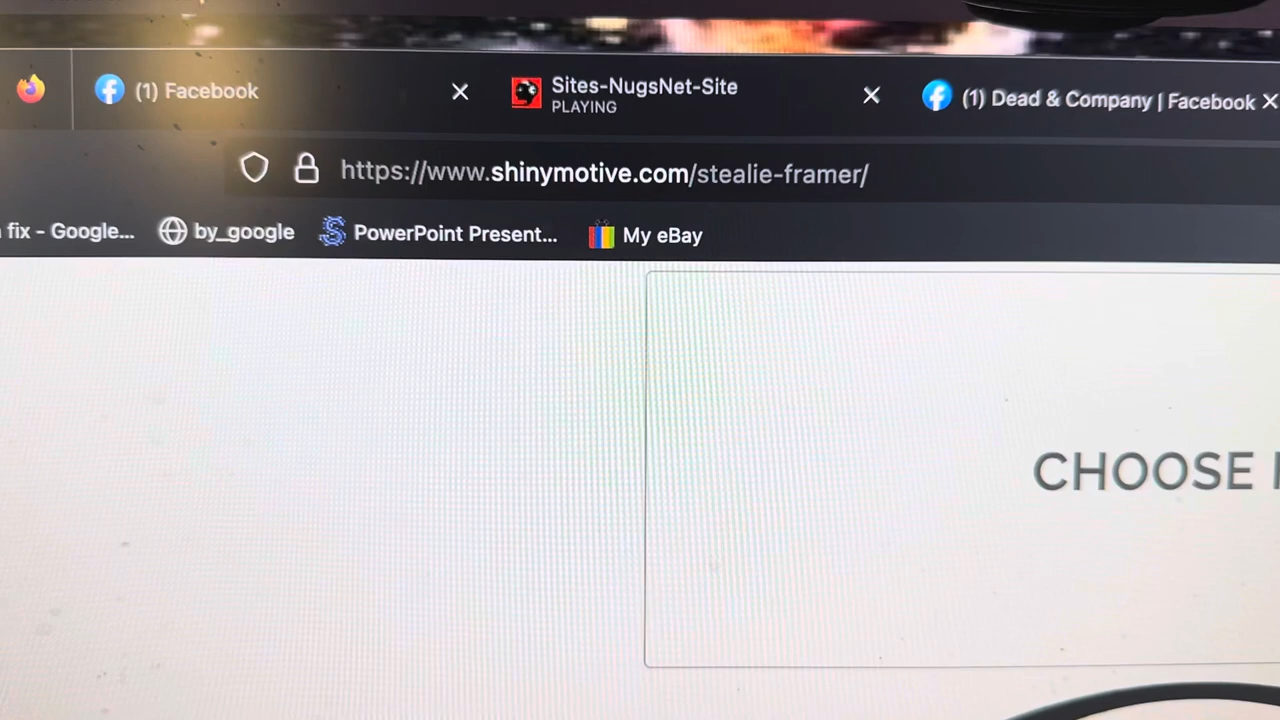 (1) Facebook
Sites-NugsNet-Site
PLAYING
(1) Dead & Company | Facebook
https://www.shinymotive.com/stealie-framer/
fix - Google...
by_google
PowerPoint Present...
My eBay
CHOOSE